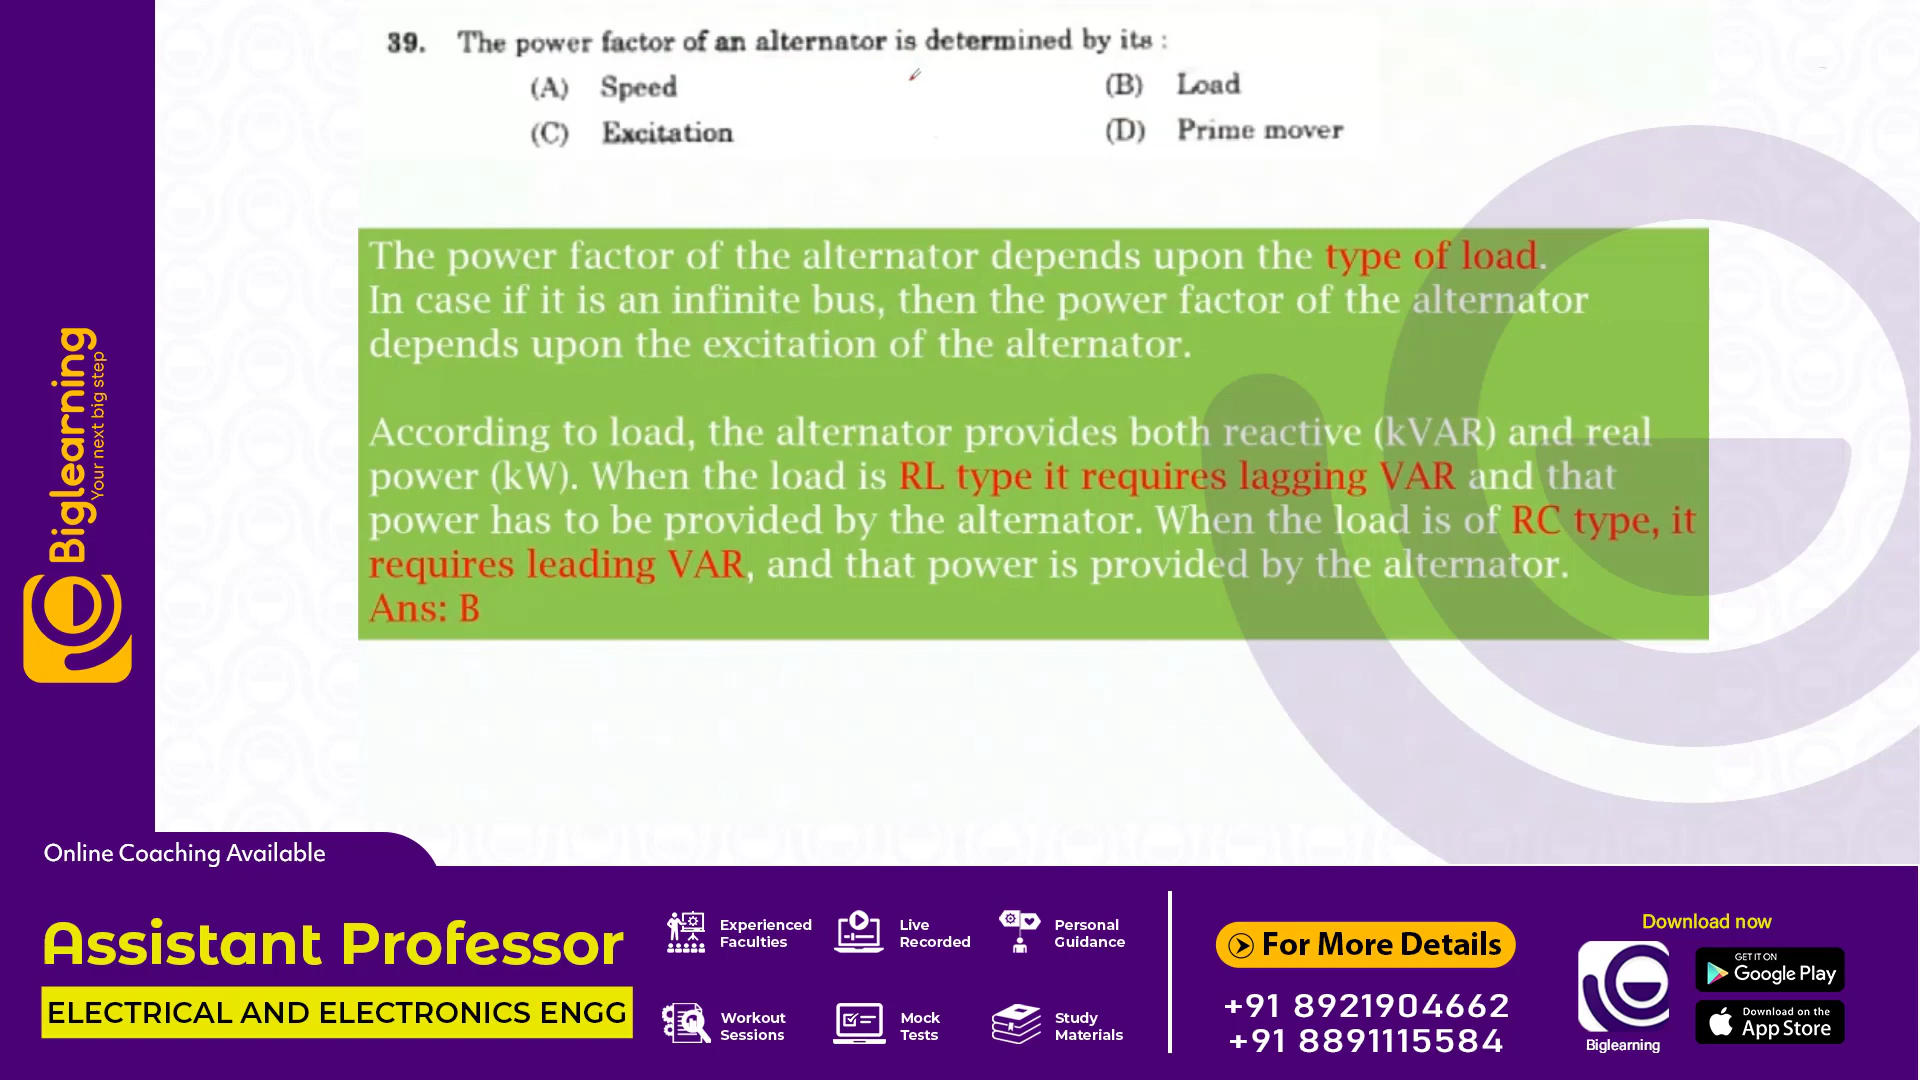 39. The power factor of an alternator is determined by its :
(A) Speed
(B) Load
(C) Excitation
(D) Prime mover
The power factor of the alternator depends upon the type of load.
In case if it is an infinite bus, then the power factor of the alternator
depends upon the excitation of the alternator.
According to load, the alternator provides both reactive (kVAR) and real
power (kW). When the load is RL type it requires lagging VAR and that
power has to be provided by the alternator. When the load is of RC type, it
requires leading VAR, and that power is provided by the alternator.
Ans: B
Biglearning
Your next big step
Online Coaching Available
Assistant Professor
ELECTRICAL AND ELECTRONICS ENGG
Experienced
Faculties
Live
Recorded
Personal
Guidance
Workout
Sessions
Mock
Tests
Study
Materials
For More Details
+91 8921904662
+91 8891115584
Download now
Biglearning
GET IT ON
Google Play
Download on the
App Store